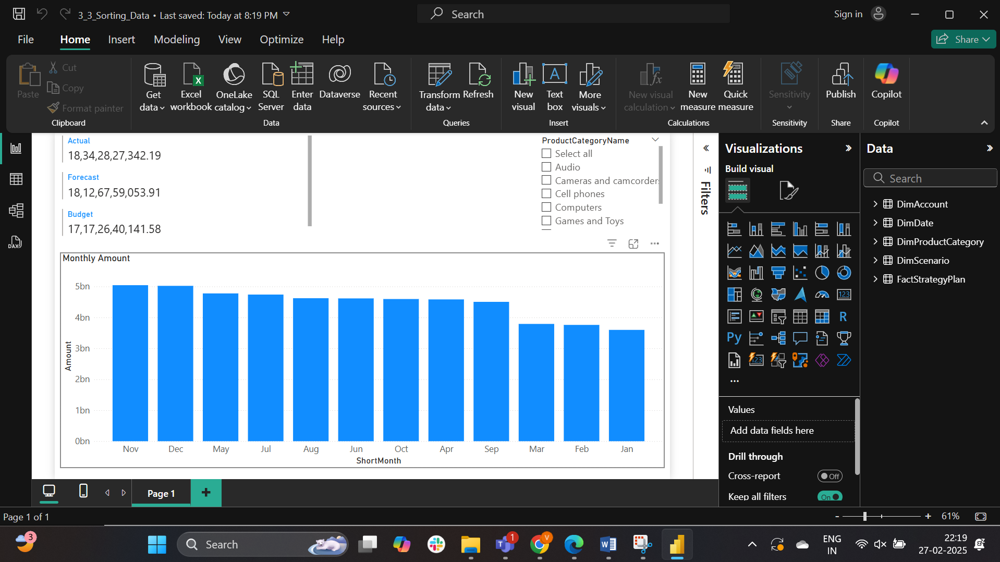 3_3_Sorting_Data • Last saved: Today at 8:19 PM
Search
Sign in
File Home Insert Modeling View Optimize Help
Share
Paste
Cut
Copy
Format painter
Clipboard
Get data
Excel workbook
OneLake catalog
SQL Server
Enter data
Dataverse
Recent sources
Data
Transform data
Refresh
Queries
New visual
Text box
More visuals
Insert
New visual calculation
New measure
Quick measure
Calculations
Sensitivity
Sensitivity
Publish
Share
Copilot
Copilot
DAX
Actual
18,34,28,27,342.19
Forecast
18,12,67,59,053.91
Budget
17,17,26,40,141.58
ProductCategoryName
Select all
Audio
Cameras and camcorders
Cell phones
Computers
Games and Toys
Monthly Amount
Amount
5bn
4bn
3bn
2bn
1bn
0bn
Nov Dec May Jul Aug Jun Oct Apr Sep Mar Feb Jan
ShortMonth
Filters
Visualizations
Build visual
123
R
Py
123
Values
Add data fields here
Drill through
Cross-report
Off
Keep all filters
On
Data
Search
DimAccount
DimDate
DimProductCategory
DimScenario
FactStrategyPlan
Page 1
Page 1 of 1
- + 61%
3
Search
1
V
ENG
IN
22:19
27-02-2025